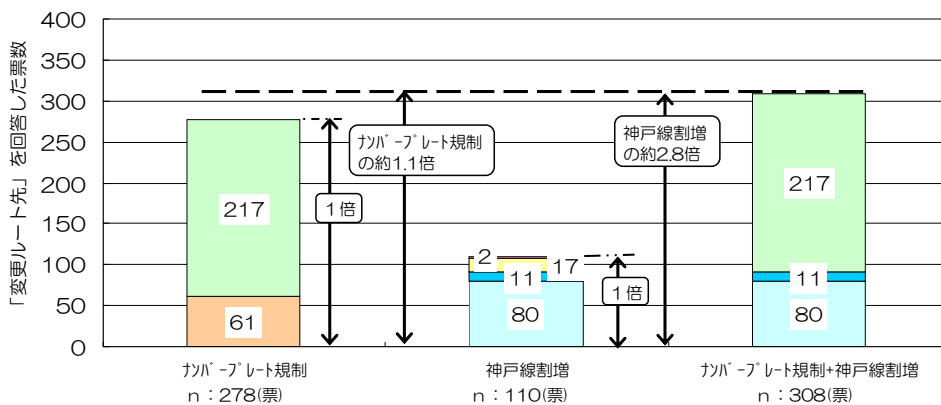 「変更ルート先」を回答した票数
400
350
300
250
200
150
100
50
0
217
61
1倍
ﾅﾝﾊﾞｰﾌﾟﾚｰﾄ規制
の約1.1倍
2
17
11
80
1倍
神戸線割増
の約2.8倍
217
11
80
ﾅﾝﾊﾞｰﾌﾟﾚｰﾄ規制
n：278(票)
神戸線割増
n：110(票)
ﾅﾝﾊﾞｰﾌﾟﾚｰﾄ規制+神戸線割増
n：308(票)